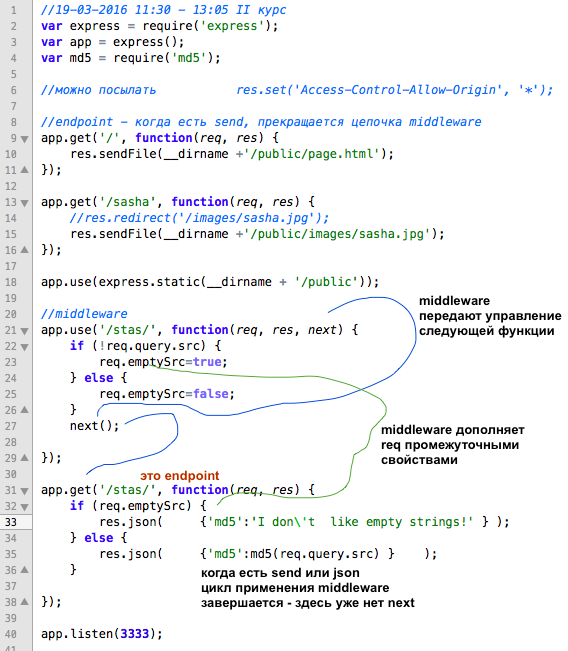 1 //19-03-2016 11:30 - 13:05 II курс
2 var express = require('express');
3 var app = express();
4 var md5 = require('md5');
5
6 //можно посылать res.set('Access-Control-Allow-Origin', '*');
7
8 //endpoint - когда есть send, прекращается цепочка middleware
9 app.get('/', function(req, res) {
10 res.sendFile(__dirname +'/public/page.html');
11 });
12
13 app.get('/sasha', function(req, res) {
14 //res.redirect('/images/sasha.jpg');
15 res.sendFile(__dirname +'/public/images/sasha.jpg');
16 });
17
18 app.use(express.static(__dirname + '/public'));
19
20 //middleware
21 app.use('/stas/', function(req, res, next) {
22 if (!req.query.src) {
23 req.emptySrc=true;
24 } else {
25 req.emptySrc=false;
26 }
27 next();
28
29 });
30
31 app.get('/stas/', function(req, res) {
32 if (req.emptySrc) {
33 res.json( {'md5':'I don\'t like empty strings!' } );
34 } else {
35 res.json( {'md5':md5(req.query.src) } );
36 }
37
38 });
39
40 app.listen(3333);
41
middleware
передают управление
следующей функции
middleware дополняет
req промежуточными
свойствами
это endpoint
когда есть send или json
цикл применения middleware
завершается - здесь уже нет next